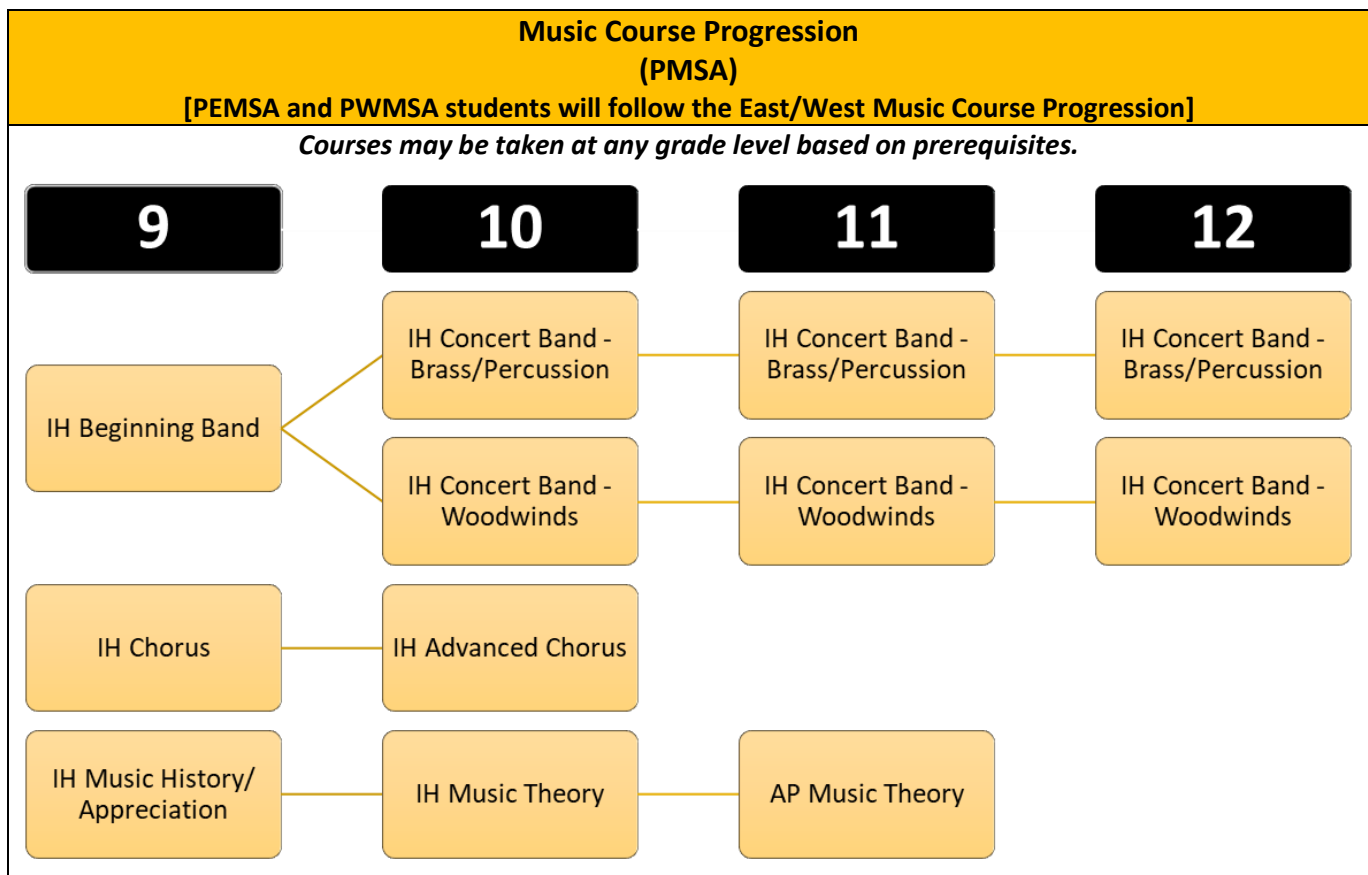 Music Course Progression
(PMSA)
[PEMSA and PWMSA students will follow the East/West Music Course Progression]
Courses may be taken at any grade level based on prerequisites.
9
10
11
12
IH Beginning Band
IH Concert Band -
Brass/Percussion
IH Concert Band -
Brass/Percussion
IH Concert Band -
Brass/Percussion
IH Concert Band -
Woodwinds
IH Concert Band -
Woodwinds
IH Concert Band -
Woodwinds
IH Chorus
IH Advanced Chorus
IH Music History/
Appreciation
IH Music Theory
AP Music Theory